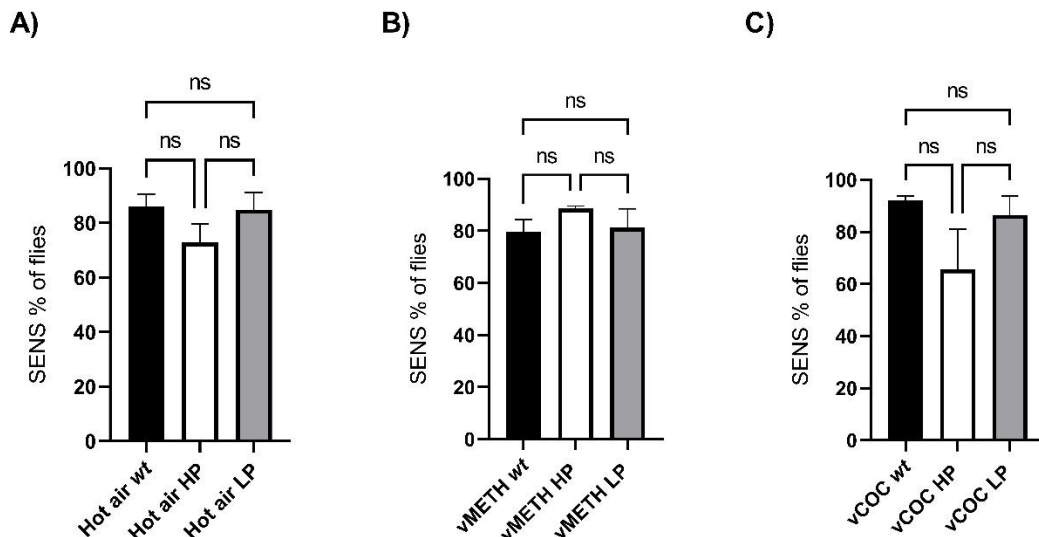 A)
ns
ns
ns
SENS % of flies
100
80
60
40
20
0
Hot air wt
Hot air HP
Hot air LP
B)
ns
ns
ns
SENS % of flies
100
80
60
40
20
0
vMETH wt
vMETH HP
vMETH LP
C)
ns
ns
ns
SENS % of flies
100
80
60
40
20
0
vCOC wt
vCOC HP
vCOC LP